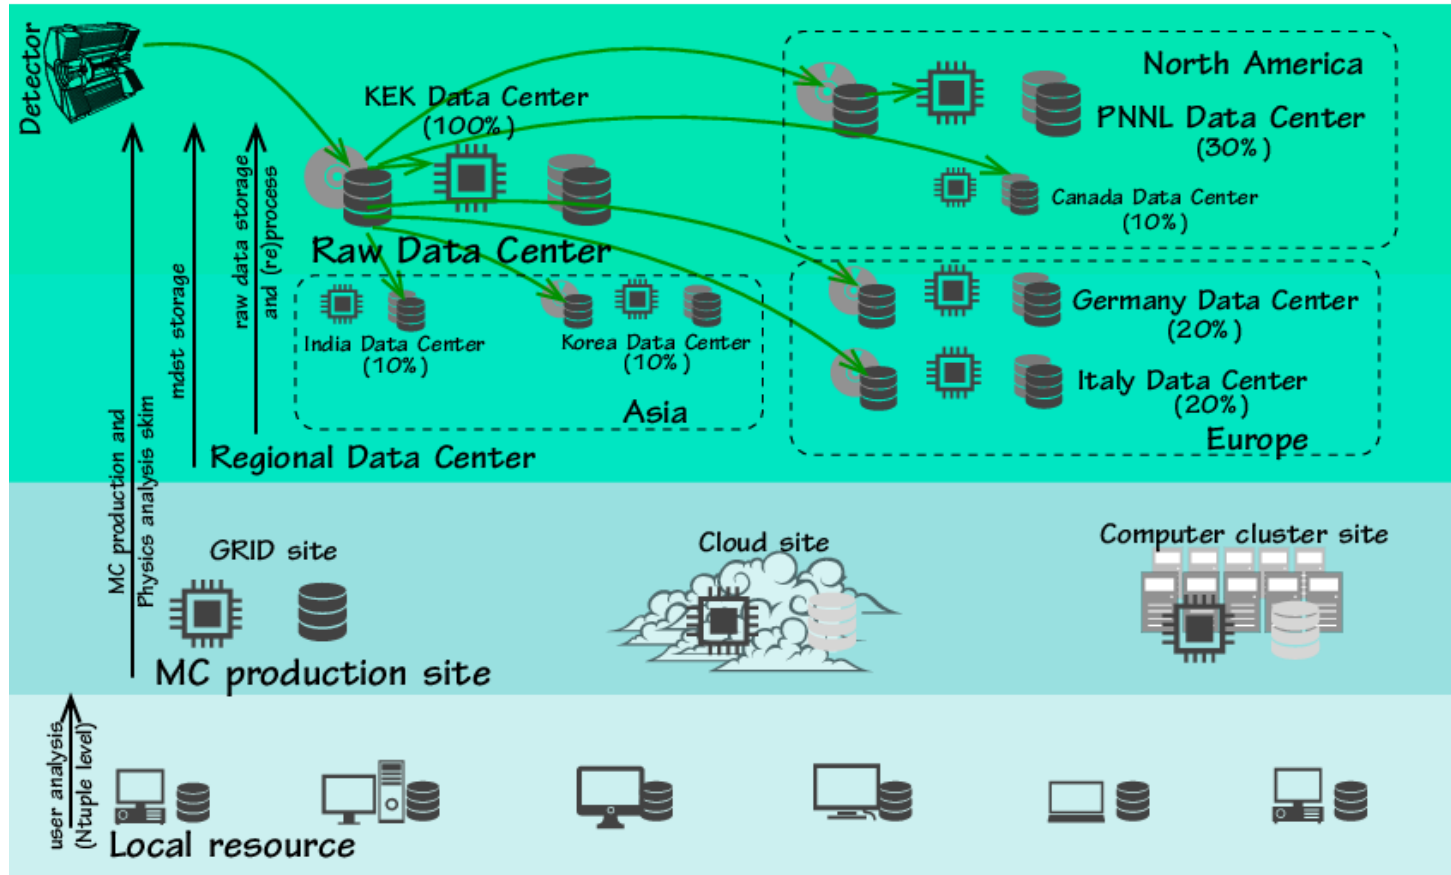 Detector
KEK Data Center
(100%)
North America
PNNL Data Center
(30%)
Canada Data Center
(10%)
raw data storage
and (re)process
Raw Data Center
mdst storage
India Data Center
(10%)
Korea Data Center
(10%)
Asia
Germany Data Center
(20%)
Italy Data Center
(20%)
Europe
Regional Data Center
MC production and
Physics analysis skim
GRID site
Cloud site
Computer cluster site
MC production site
user analysis
(Ntuple level)
Local resource